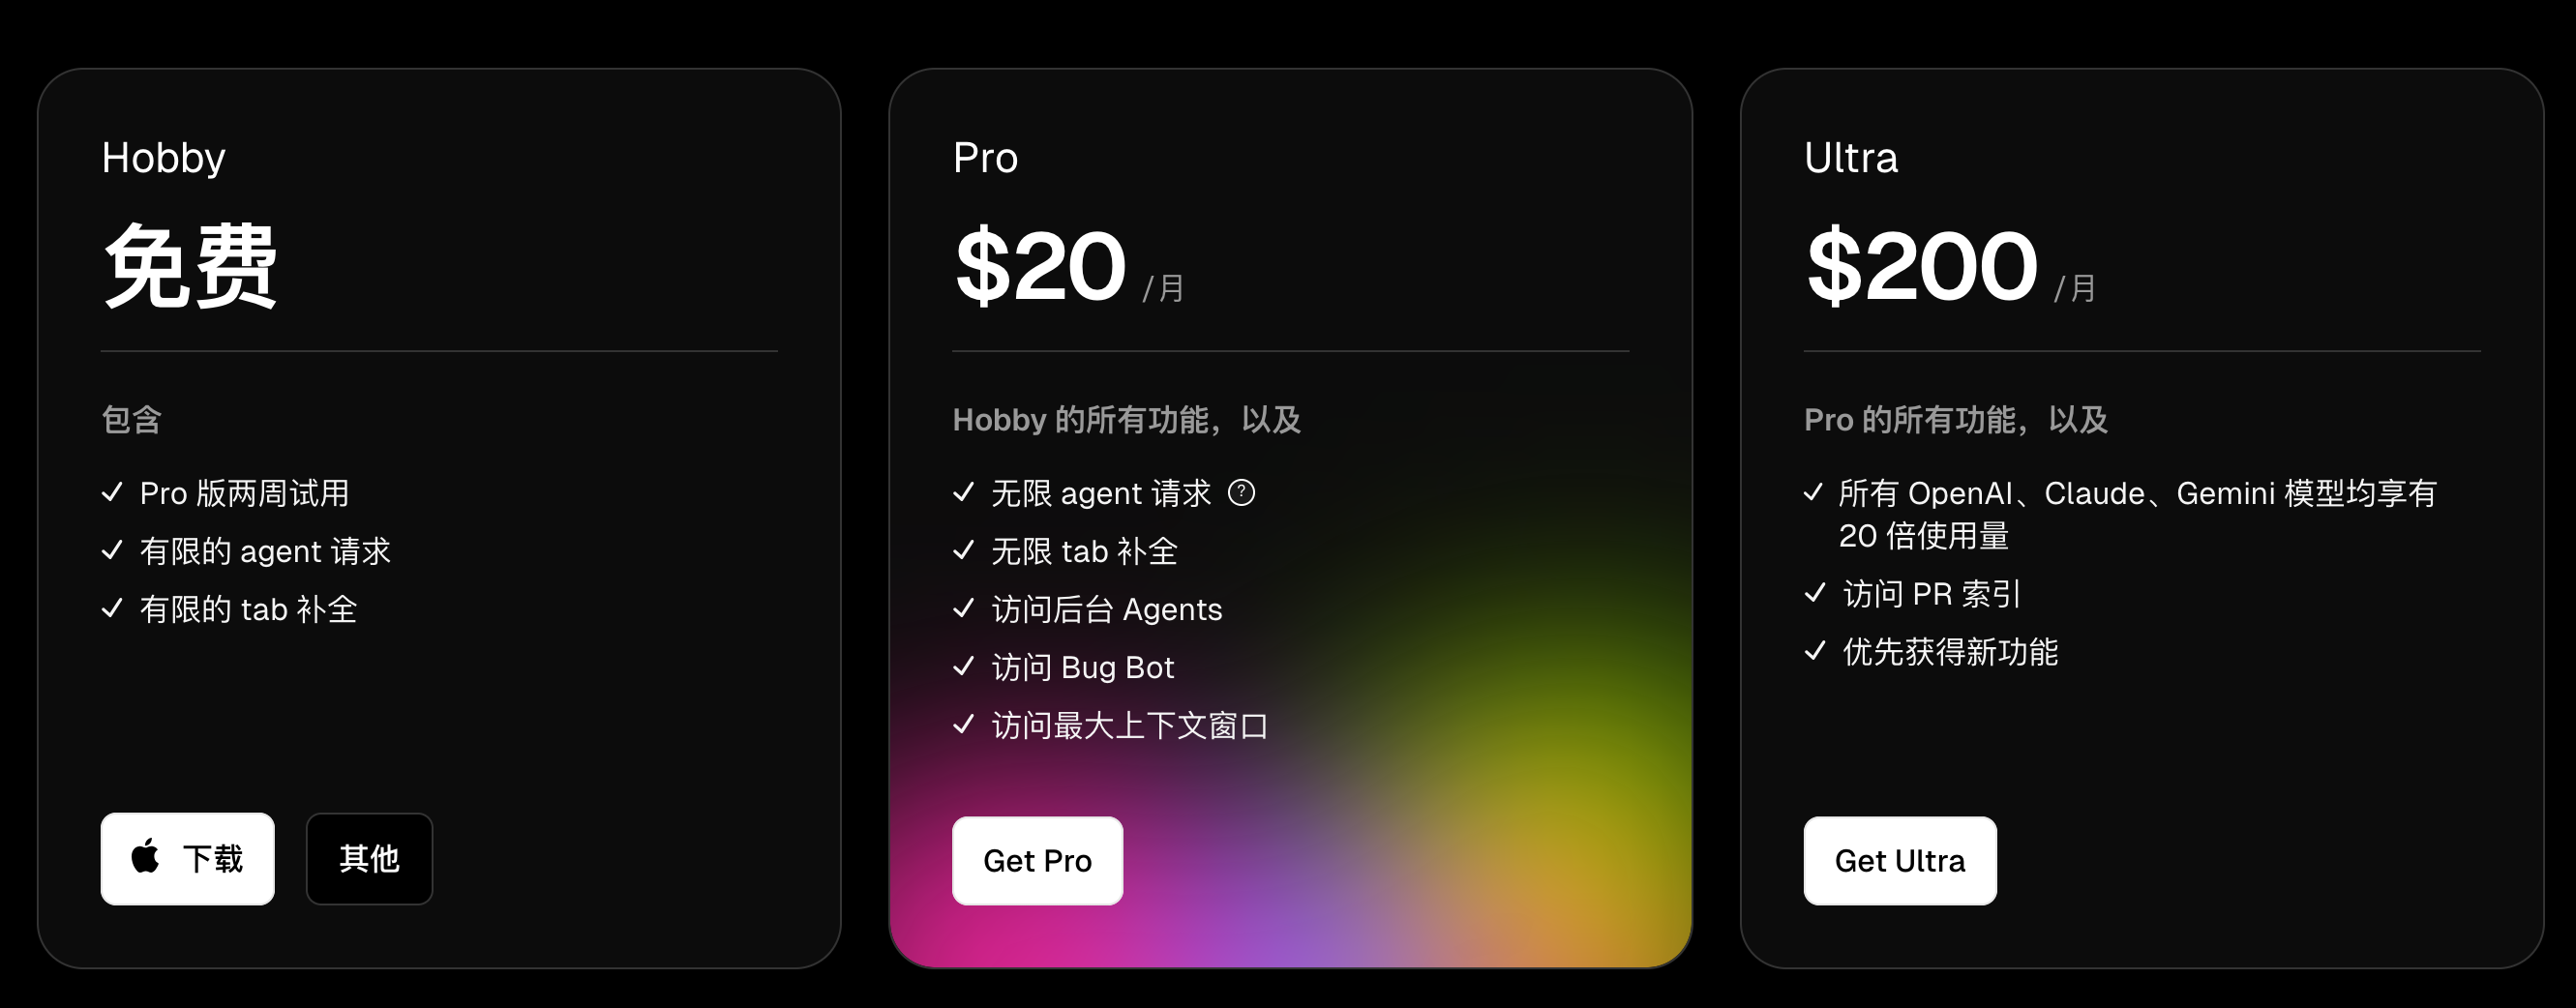 Hobby
免费
包含
Pro 版两周试用
有限的 agent 请求
有限的 tab 补全
下载
其他
Pro
$20 /月
Hobby 的所有功能，以及
无限 agent 请求 ?
无限 tab 补全
访问后台 Agents
访问 Bug Bot
访问最大上下文窗口
Get Pro
Ultra
$200 /月
Pro 的所有功能，以及
所有 OpenAI、Claude、Gemini 模型均享有
20 倍使用量
访问 PR 索引
优先获得新功能
Get Ultra